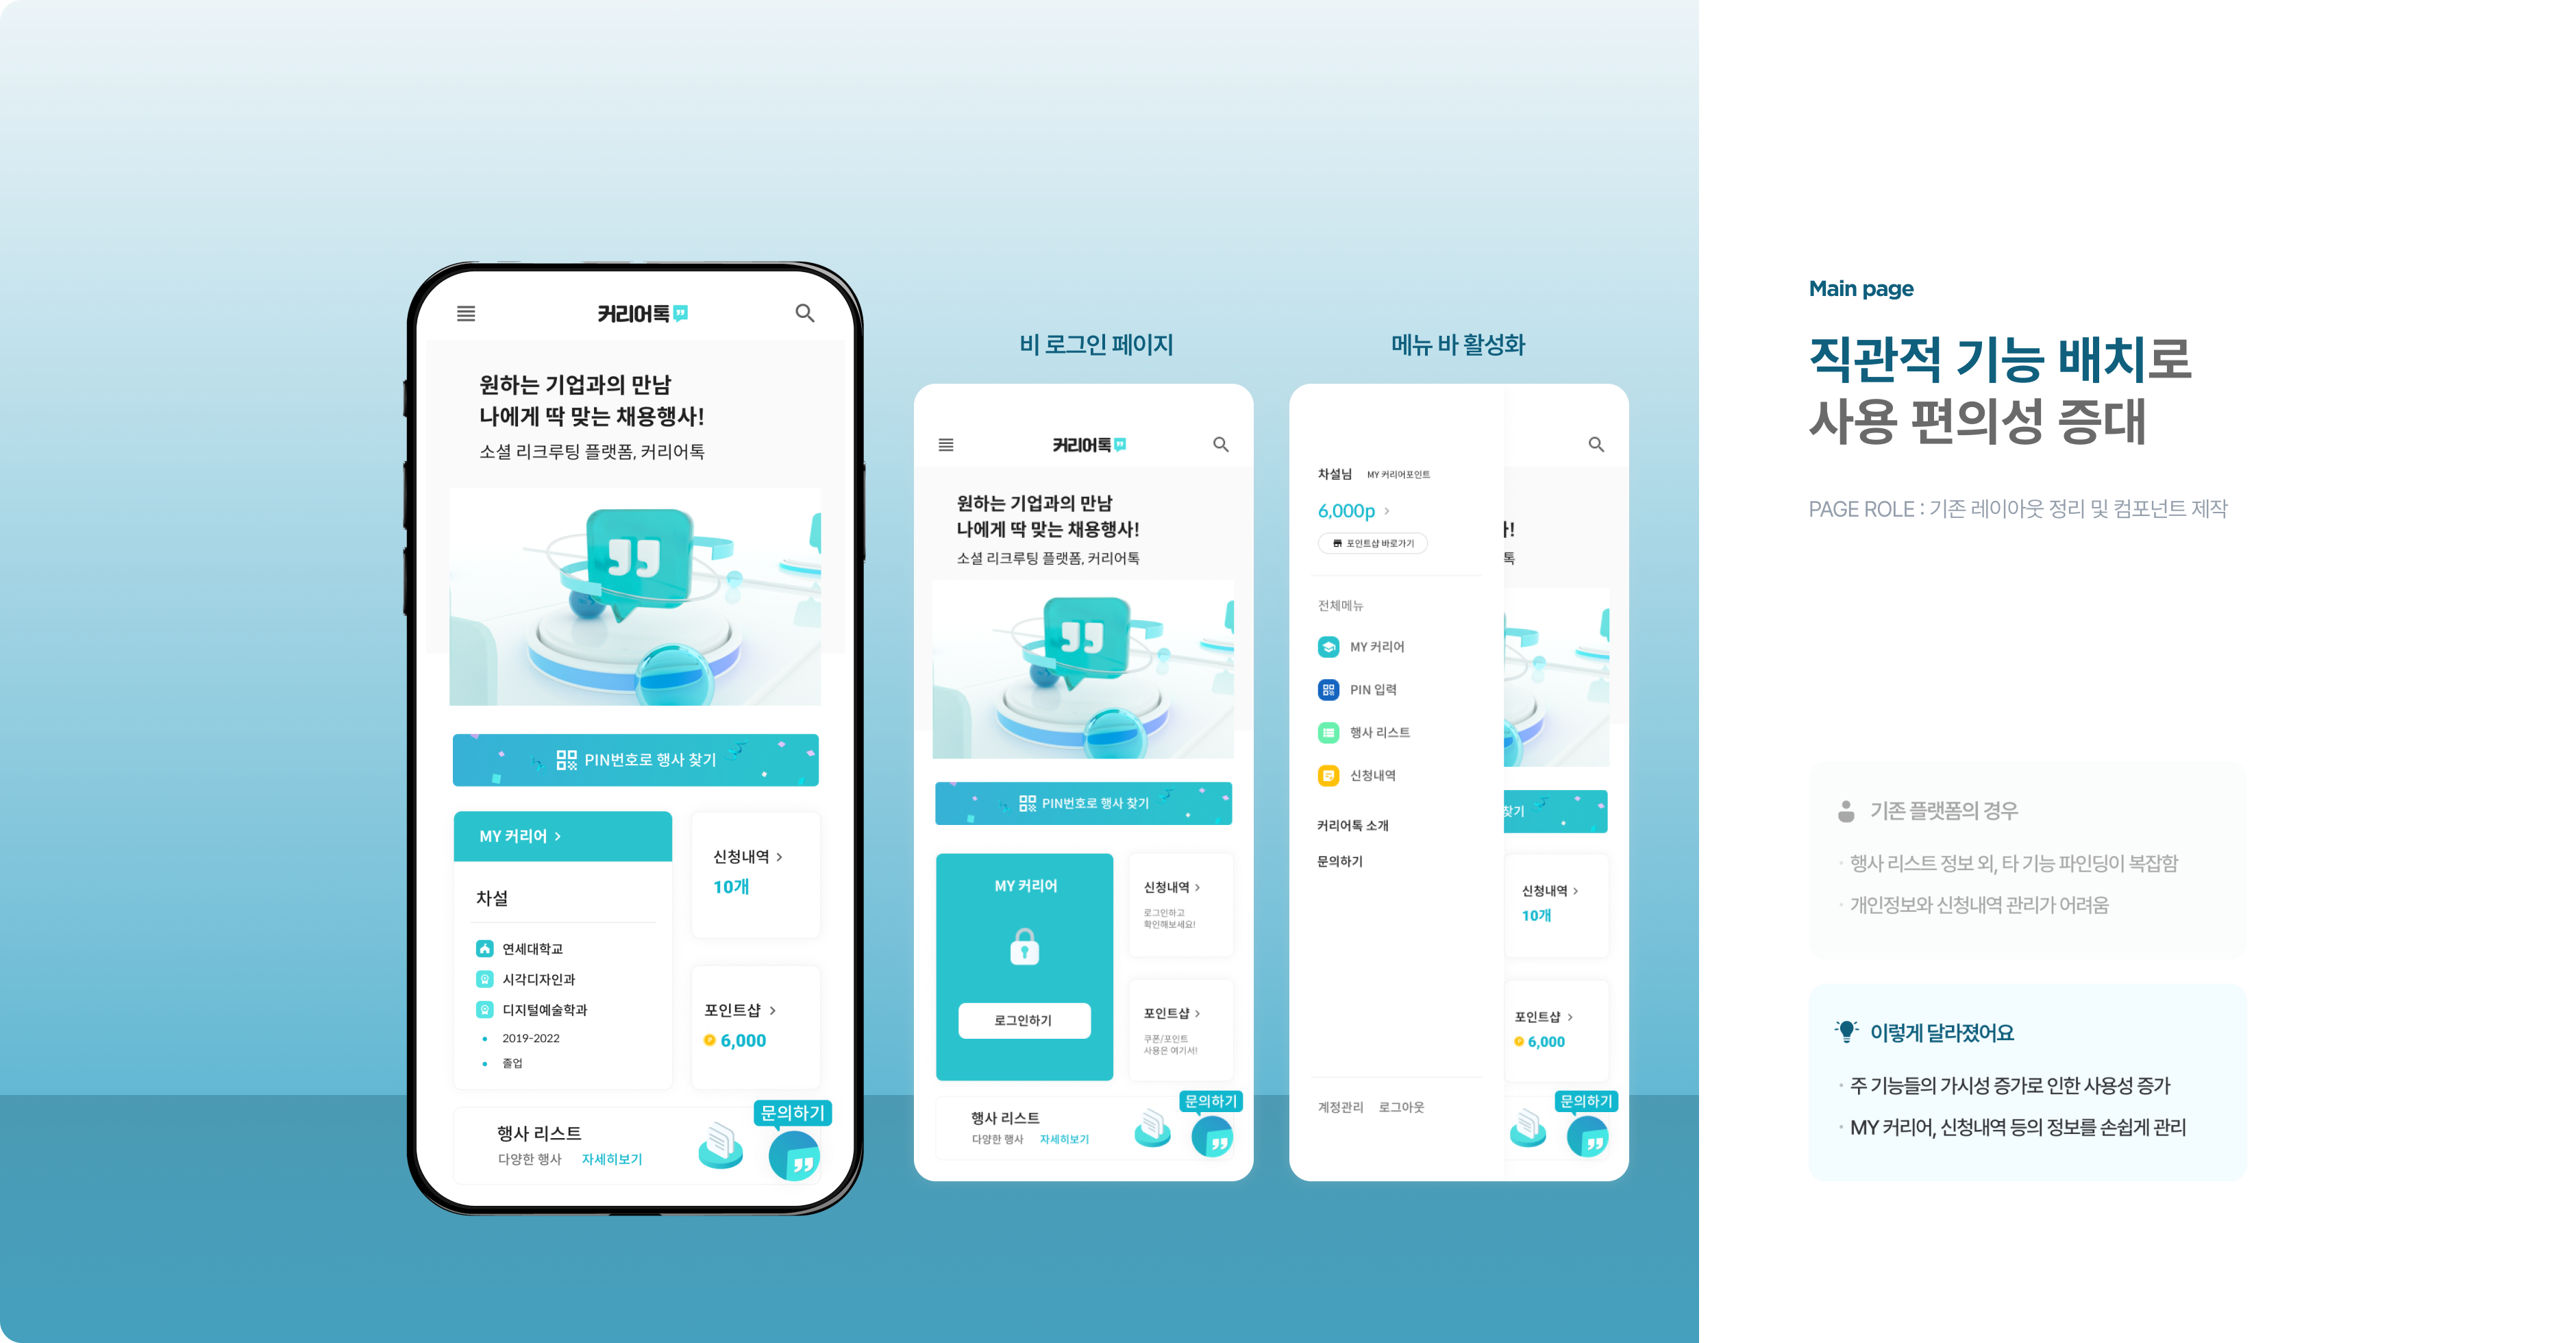 커리어톡
원하는 기업과의 만남
나에게 딱 맞는 채용행사!
소셜 리크루팅 플랫폼, 커리어톡
PIN번호로 행사 찾기
MY 커리어 >
차설
연세대학교
시각디자인과
디지털예술학과
2019-2022
졸업
신청내역 >
10개
포인트샵 >
6,000
행사 리스트
다양한 행사 자세히보기
문의하기
비 로그인 페이지
커리어톡
원하는 기업과의 만남
나에게 딱 맞는 채용행사!
소셜 리크루팅 플랫폼, 커리어톡
PIN번호로 행사 찾기
MY 커리어
로그인하기
신청내역 >
로그인하고
확인해보세요!
포인트샵 >
쿠폰/포인트
사용은 여기서!
행사 리스트
다양한 행사 자세히보기
문의하기
메뉴 바 활성화
차설님 MY 커리어포인트
6,000p >
포인트샵 바로가기
전체메뉴
MY 커리어
PIN 입력
행사 리스트
신청내역
커리어톡 소개
문의하기
계정관리 로그아웃
사!
톡
찾기
신청내역 >
10개
포인트샵 >
6,000
문의하기
Main page
직관적 기능 배치로
사용 편의성 증대
PAGE ROLE : 기존 레이아웃 정리 및 컴포넌트 제작
기존 플랫폼의 경우
· 행사 리스트 정보 외, 타 기능 파인딩이 복잡함
· 개인정보와 신청내역 관리가 어려움
이렇게 달라졌어요
· 주 기능들의 가시성 증가로 인한 사용성 증가
· MY 커리어, 신청내역 등의 정보를 손쉽게 관리